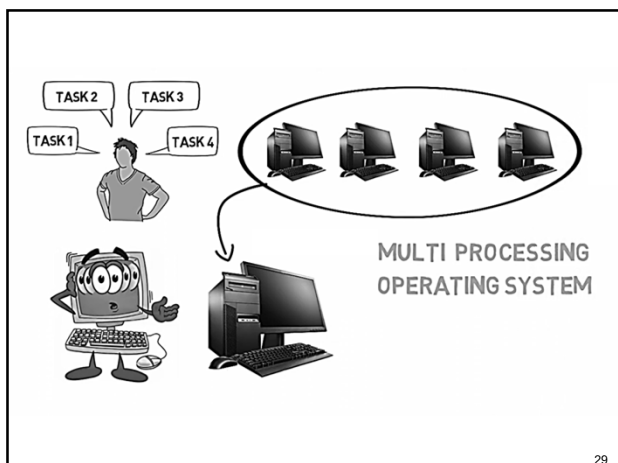 TASK 2
TASK 3
TASK 1
TASK 4
MULTI PROCESSING
OPERATING SYSTEM
29